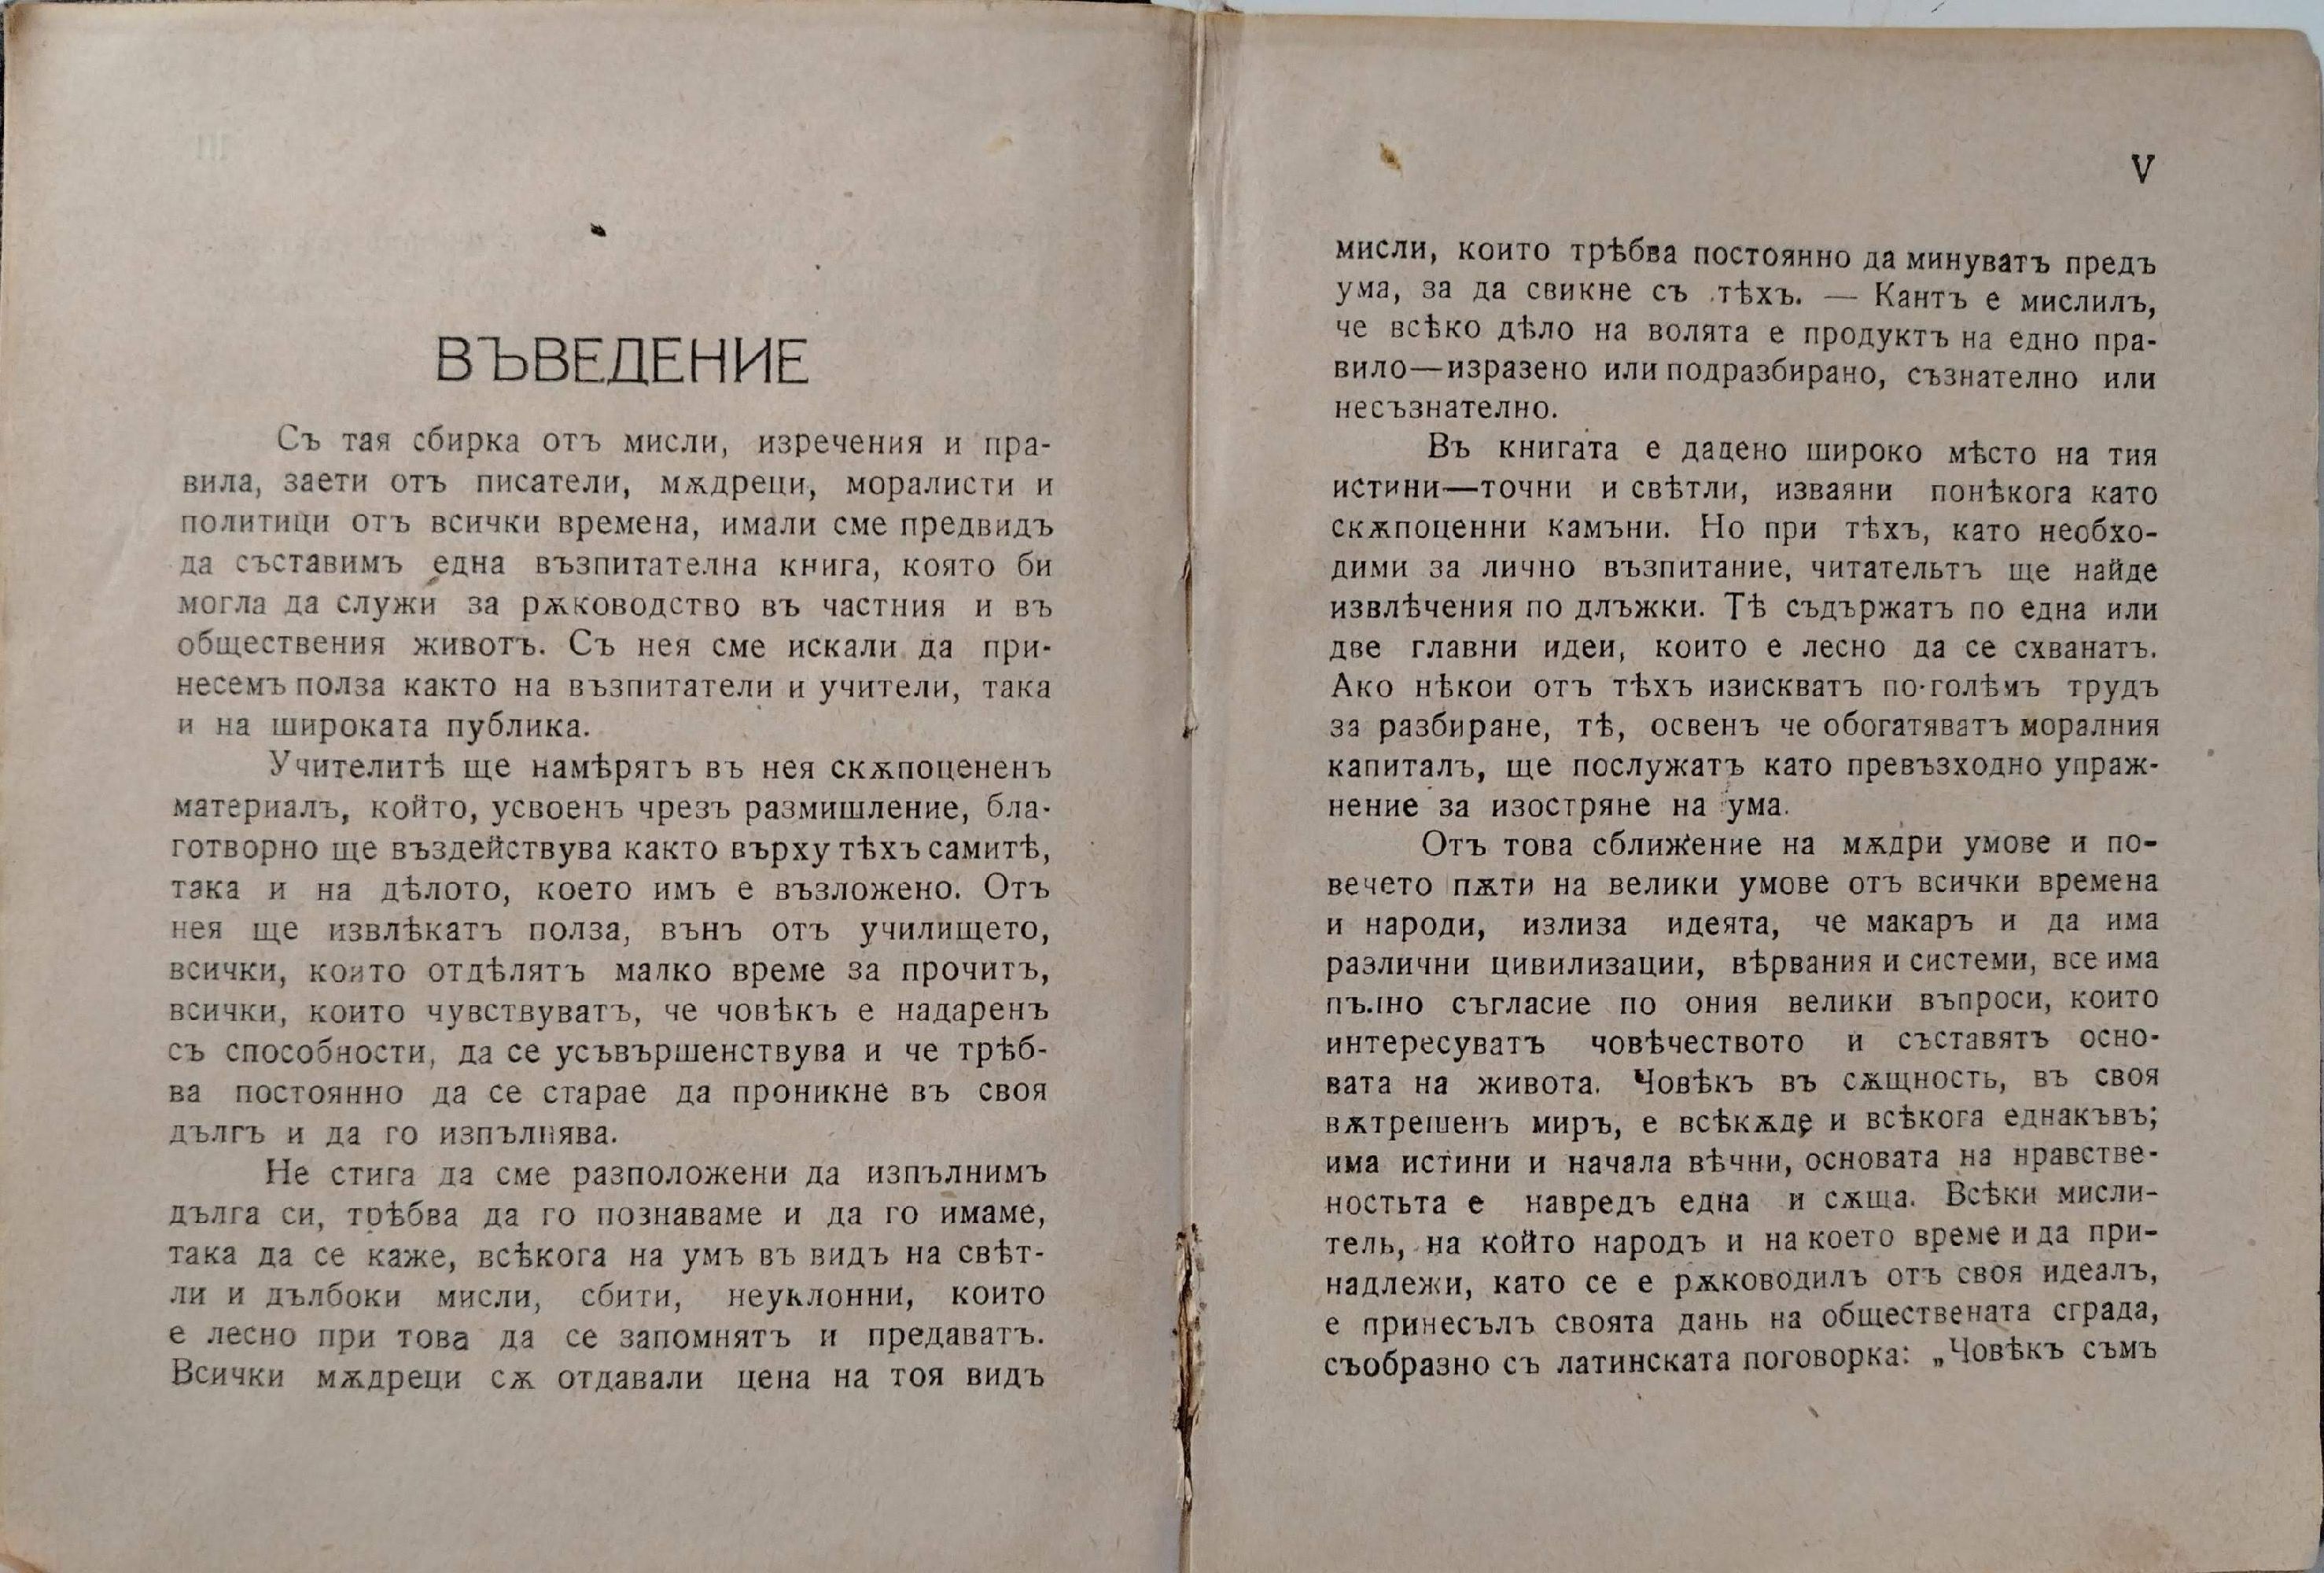 ВЪВЕДЕНИЕ
Съ тая сбирка отъ мисли, изречения и пра-
вила, заети отъ писатели, мѫдреци, моралисти и
политици отъ всички времена, имали сме предвидъ
да съставимъ една възпитателна книга, която би
могла да служи за рѫководство въ частния и въ
обществения животъ. Съ нея сме искали да при-
несемъ полза както на възпитатели и учители, така
и на широката публика.
Учителитѣ ще намѣрятъ въ нея скѫпоцененъ
материалъ, който, усвоенъ чрезъ размишление, бла-
готворно ще въздействува както върху тѣхъ самитѣ,
така и на дѣлото, което имъ е възложено. Отъ
нея ще извлѣкатъ полза, вънъ отъ училището,
всички, които отдѣлятъ малко време за прочитъ,
всички, които чувствуватъ, че човѣкъ е надаренъ
съ способности, да се усъвършенствува и че трѣб-
ва постоянно да се старае да проникне въ своя
дългъ и да го изпълнява.
Не стига да сме разположени да изпълнимъ
дълга си, трѣбва да го познаваме и да го имаме,
така да се каже, всѣкога на умъ въ видъ на свѣт-
ли и дълбоки мисли, сбити, неуклонни, които
е лесно при това да се запомнятъ и предаватъ.
Всички мѫдреци сѫ отдавали цена на тоя видъ
V
мисли, които трѣбва постоянно да минуватъ предъ
ума, за да свикне съ тѣхъ. — Кантъ е мислилъ,
че всѣко дѣло на волята е продуктъ на едно пра-
вило—изразено или подразбирано, съзнателно или
несъзнателно.
Въ книгата е дадено широко мѣсто на тия
истини—точни и свѣтли, изваяни понѣкога като
скѫпоценни камъни. Но при тѣхъ, като необхо-
дими за лично възпитание, читательтъ ще найде
извлѣчения по длъжки. Тѣ съдържатъ по една или
две главни идеи, които е лесно да се схванатъ.
Ако нѣкои отъ тѣхъ изискватъ по-голѣмъ трудъ
за разбиране, тѣ, освенъ че обогатяватъ моралния
капиталъ, ще послужатъ като превъзходно упраж-
нение за изостряне на ума.
Отъ това сближение на мѫдри умове и по-
вечето пѫти на велики умове отъ всички времена
и народи, излиза идеята, че макаръ и да има
различни цивилизации, вѣрвания и системи, все има
пълно съгласие по ония велики въпроси, които
интересуватъ човѣчеството и съставятъ осно-
вата на живота. Човѣкъ въ сѫщность, въ своя
вѫтрешенъ миръ, е всѣкѫде и всѣкога еднакъвъ;
има истини и начала вѣчни, основата на нравстве-
ностьта е навредъ една и сѫща. Всѣки мисли-
тель, на който народъ и на което време и да при-
надлежи, като се е рѫководилъ отъ своя идеалъ,
е принесълъ своята дань на обществената сграда,
съобразно съ латинската поговорка: „Човѣкъ съмъ